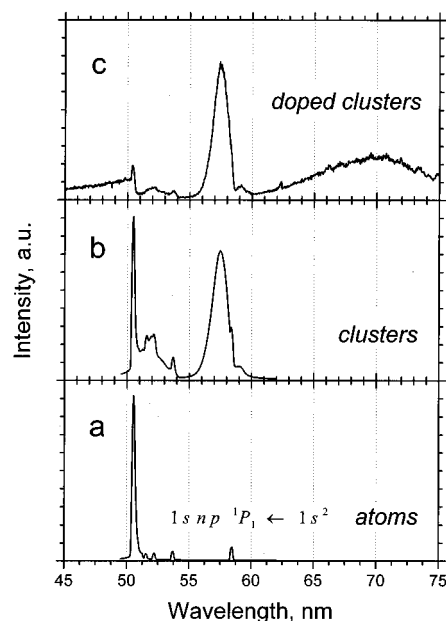 c
doped clusters
b
clusters
a
1s np ¹P₁ ← 1s²
atoms
Intensity, a.u.
45 50 55 60 65 70 75
Wavelength, nm